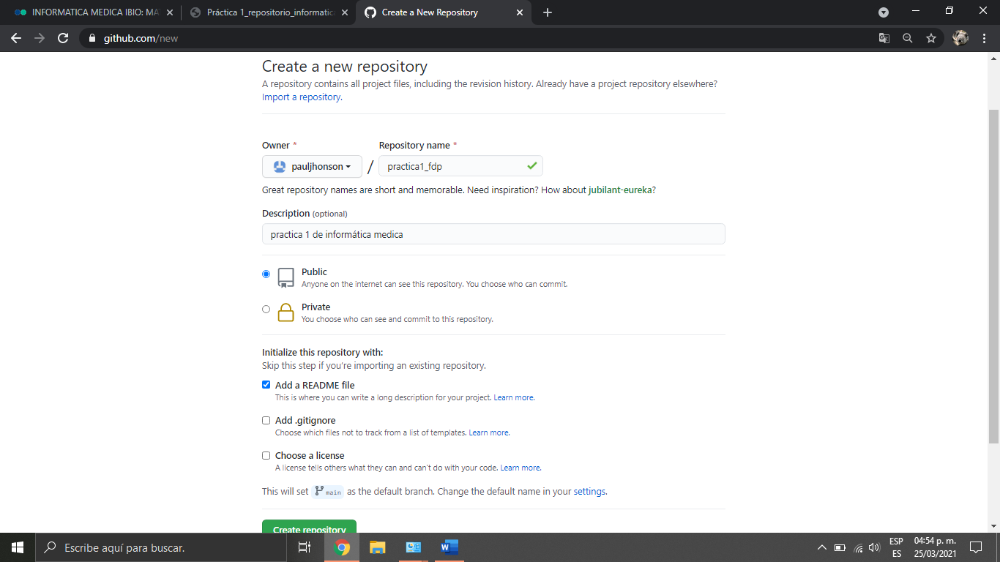 INFORMATICA MEDICA IBIO: MA
Práctica 1_repositorio_informatic
Create a New Repository
github.com/new
Create a new repository
A repository contains all project files, including the revision history. Already have a project repository elsewhere?
Import a repository.
Owner *
Repository name *
pauljhonson
/
practica1_fdp
Great repository names are short and memorable. Need inspiration? How about jubilant-eureka?
Description (optional)
practica 1 de informática medica
Public
Anyone on the internet can see this repository. You choose who can commit.
Private
You choose who can see and commit to this repository.
Initialize this repository with:
Skip this step if you're importing an existing repository.
Add a README file
This is where you can write a long description for your project. Learn more.
Add .gitignore
Choose which files not to track from a list of templates. Learn more.
Choose a license
A license tells others what they can and can't do with your code. Learn more.
This will set main as the default branch. Change the default name in your settings.
Create repository
Escribe aquí para buscar.
ESP
ES
04:54 p. m.
25/03/2021